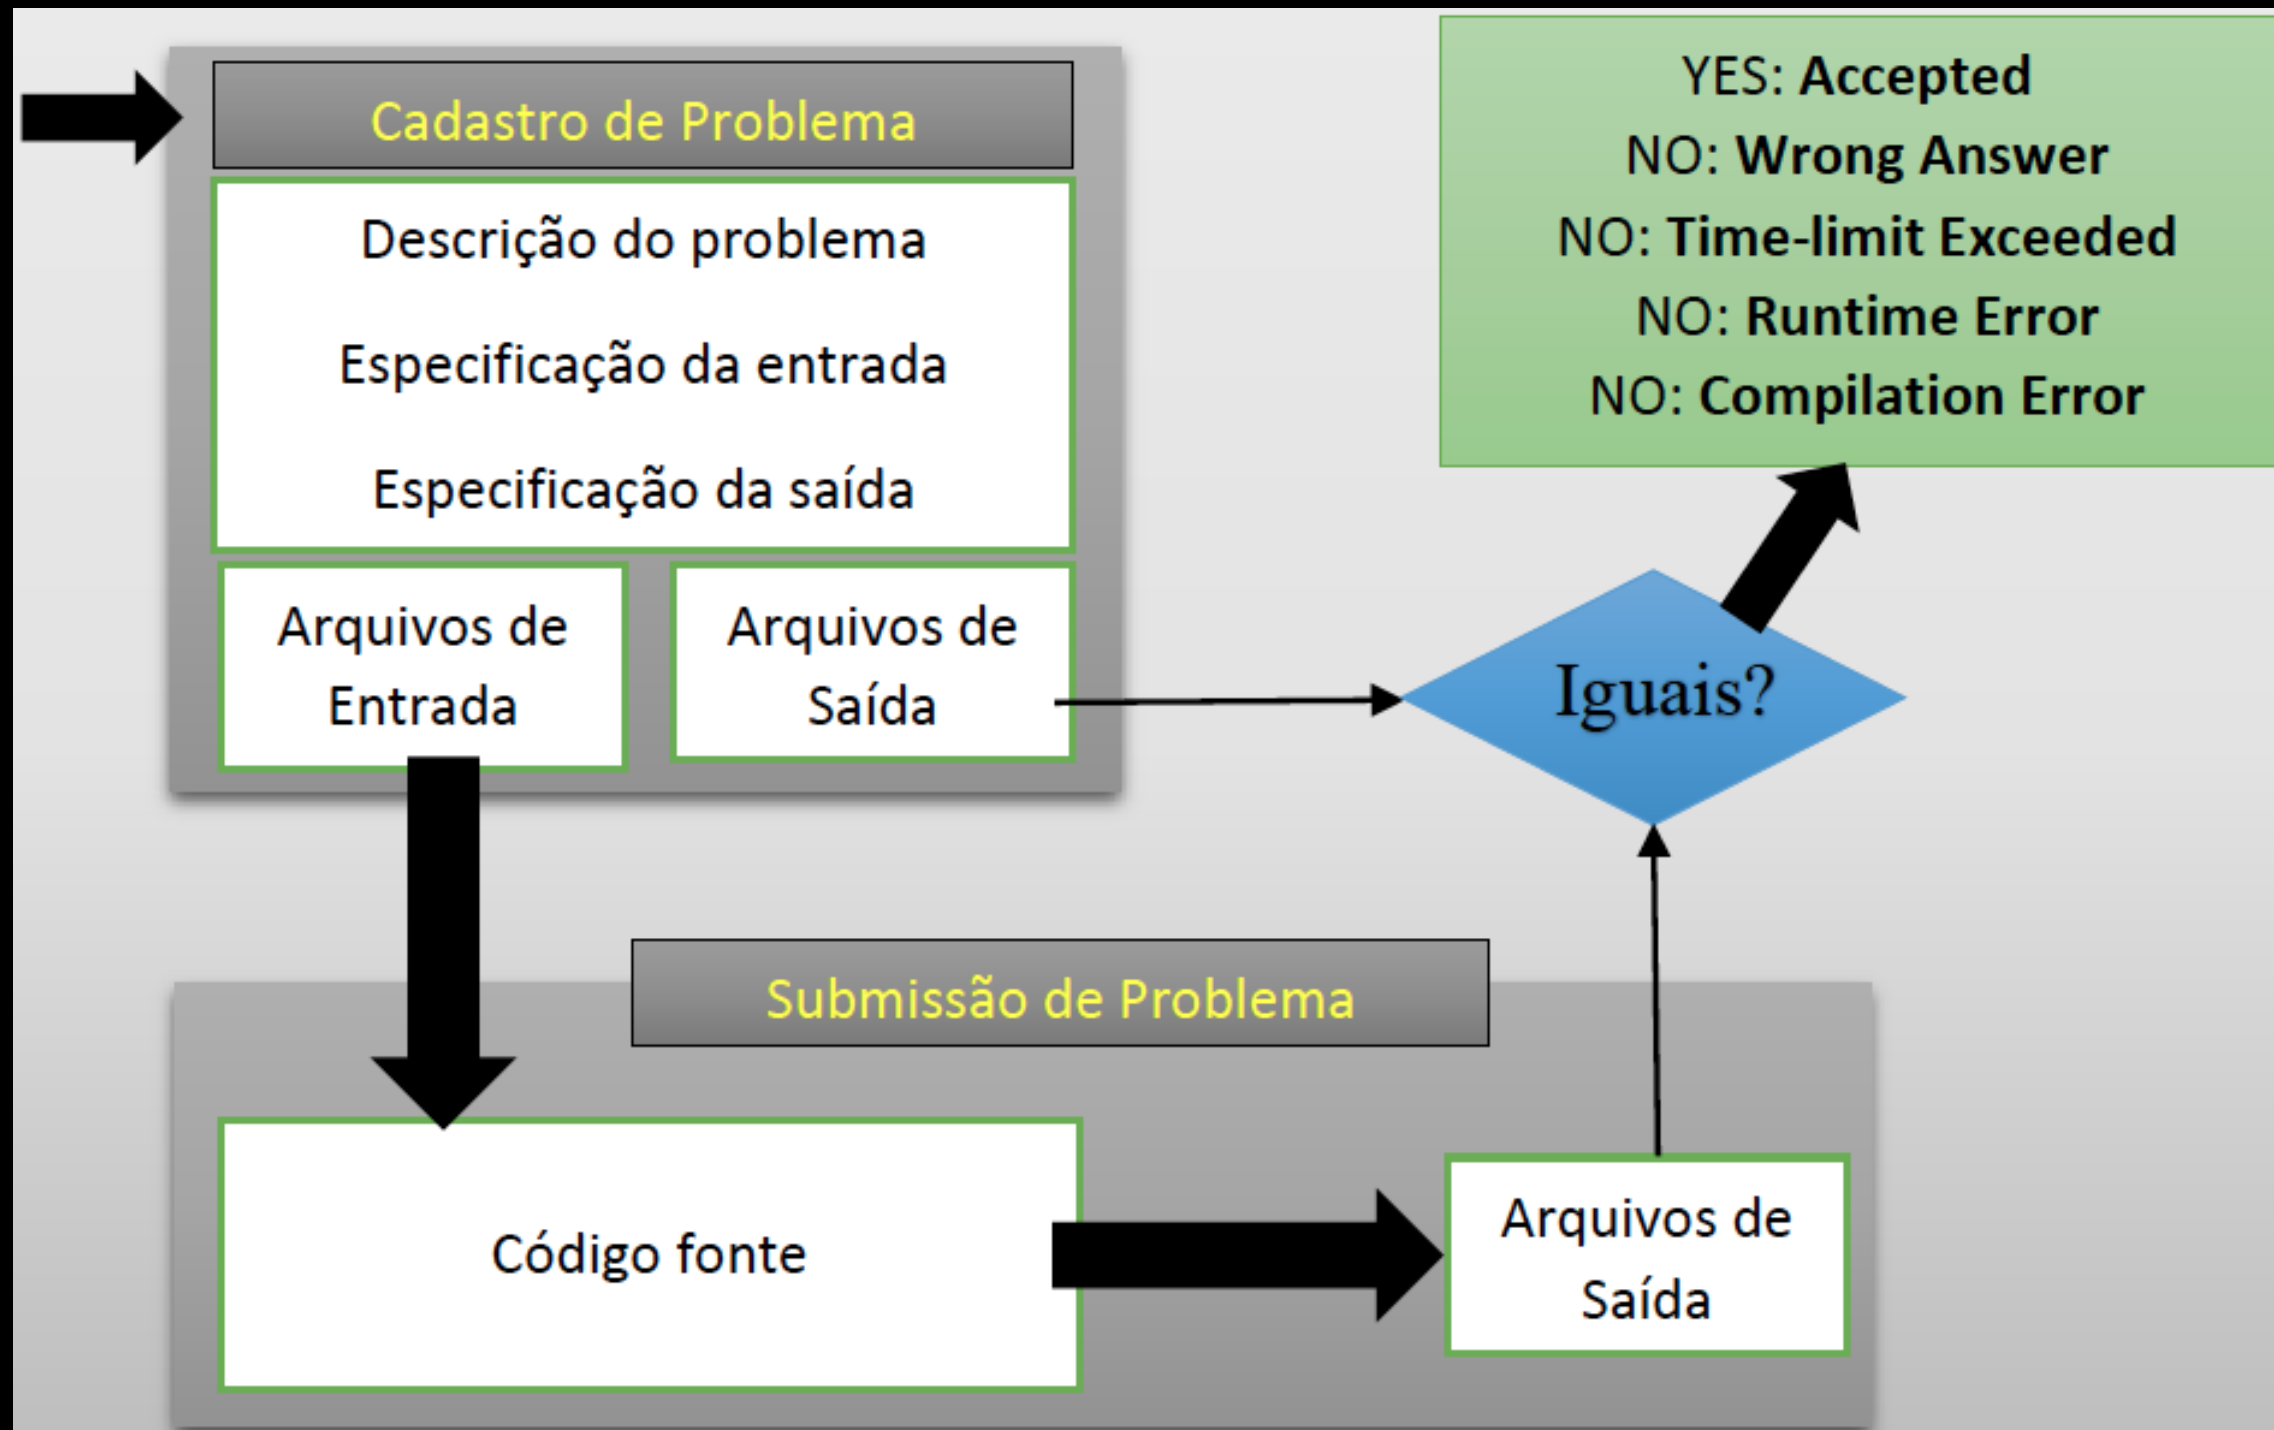 Cadastro de Problema
Descrição do problema
Especificação da entrada
Especificação da saída
Arquivos de
Entrada
Arquivos de
Saída
YES: Accepted
NO: Wrong Answer
NO: Time-limit Exceeded
NO: Runtime Error
NO: Compilation Error
Iguais?
Submissão de Problema
Código fonte
Arquivos de
Saída